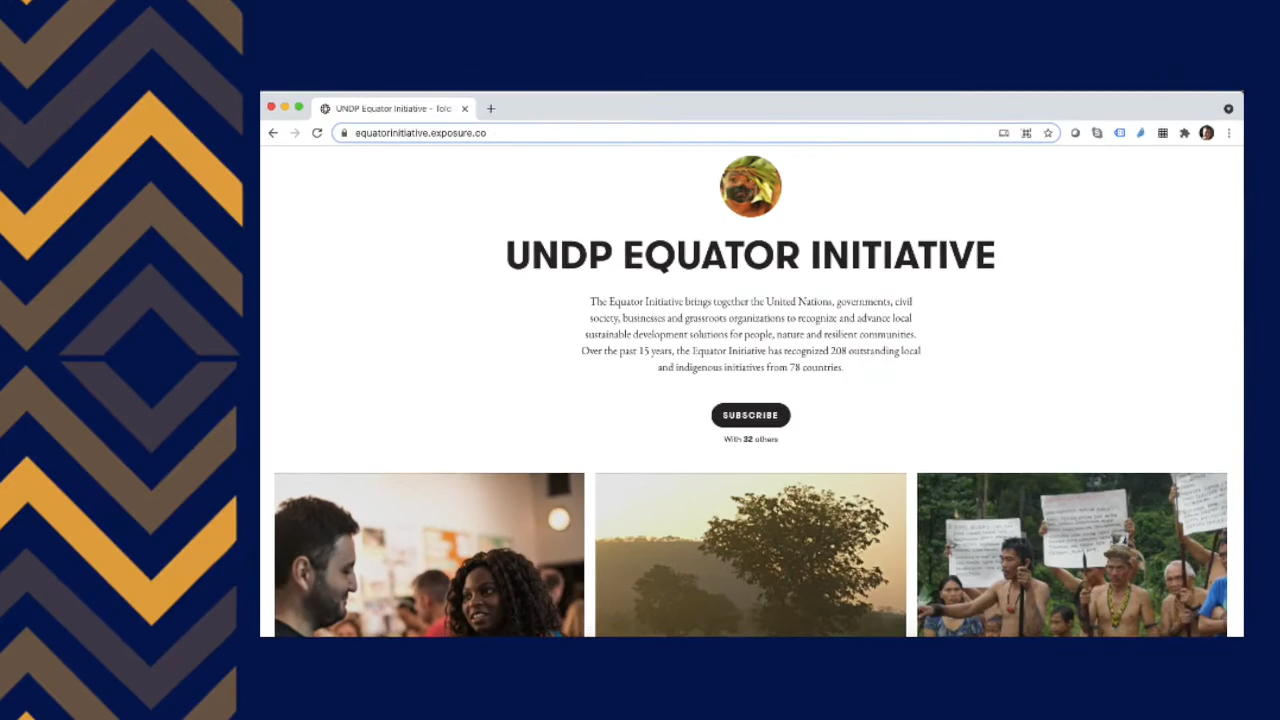 UNDP Equator Initiative - Told
equatorinitiative.exposure.co
UNDP EQUATOR INITIATIVE
The Equator Initiative brings together the United Nations, governments, civil
society, businesses and grassroots organizations to recognize and advance local
sustainable development solutions for people, nature and resilient communities.
Over the past 15 years, the Equator Initiative has recognized 208 outstanding local
and indigenous initiatives from 78 countries.
SUBSCRIBE
With 32 others